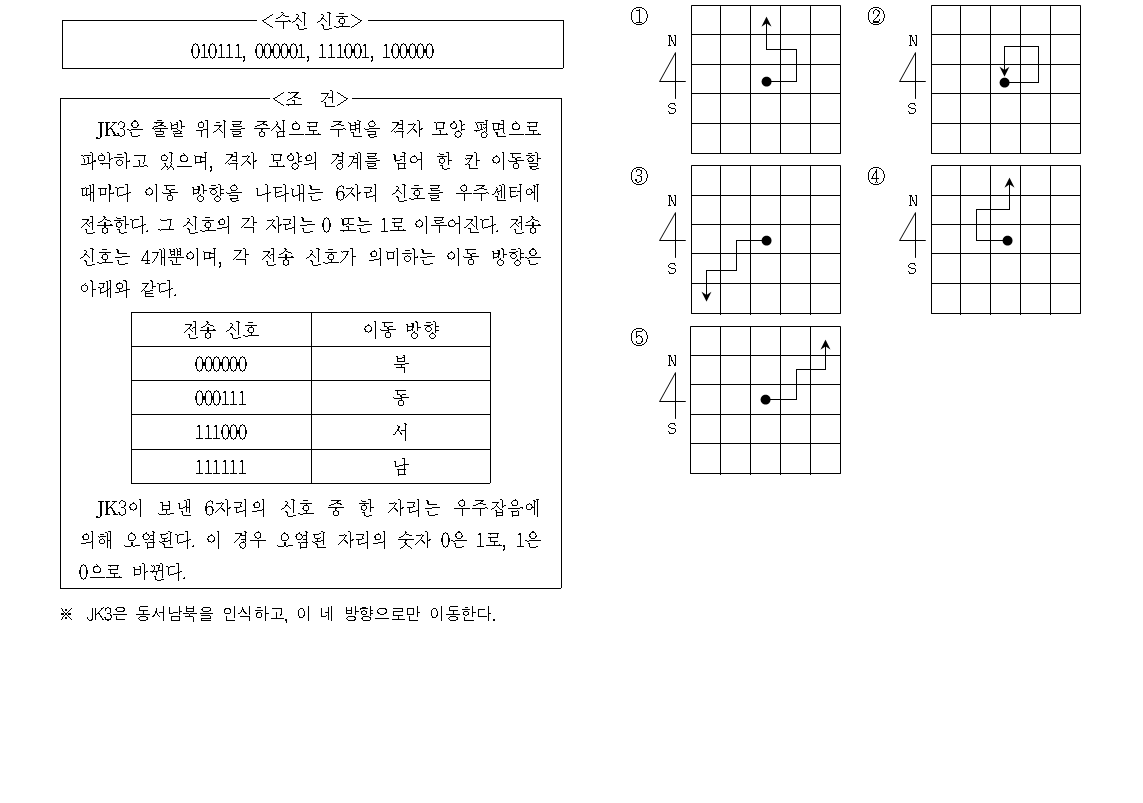 <수신 신호>
010111, 000001, 111001, 100000
<조 건>
JK3은 출발 위치를 중심으로 주변을 격자 모양 평면으로
파악하고 있으며, 격자 모양의 경계를 넘어 한 칸 이동할
때마다 이동 방향을 나타내는 6자리 신호를 우주센터에
전송한다. 그 신호의 각 자리는 0 또는 1로 이루어진다. 전송
신호는 4개뿐이며, 각 전송 신호가 의미하는 이동 방향은
아래와 같다.
전송 신호 이동 방향
000000 북
000111 동
111000 서
111111 남
JK3이 보낸 6자리의 신호 중 한 자리는 우주잡음에
의해 오염된다. 이 경우 오염된 자리의 숫자 0은 1로, 1은
0으로 바뀐다.
※ JK3은 동서남북을 인식하고, 이 네 방향으로만 이동한다.
①
N
S
②
N
S
③
N
S
④
N
S
⑤
N
S